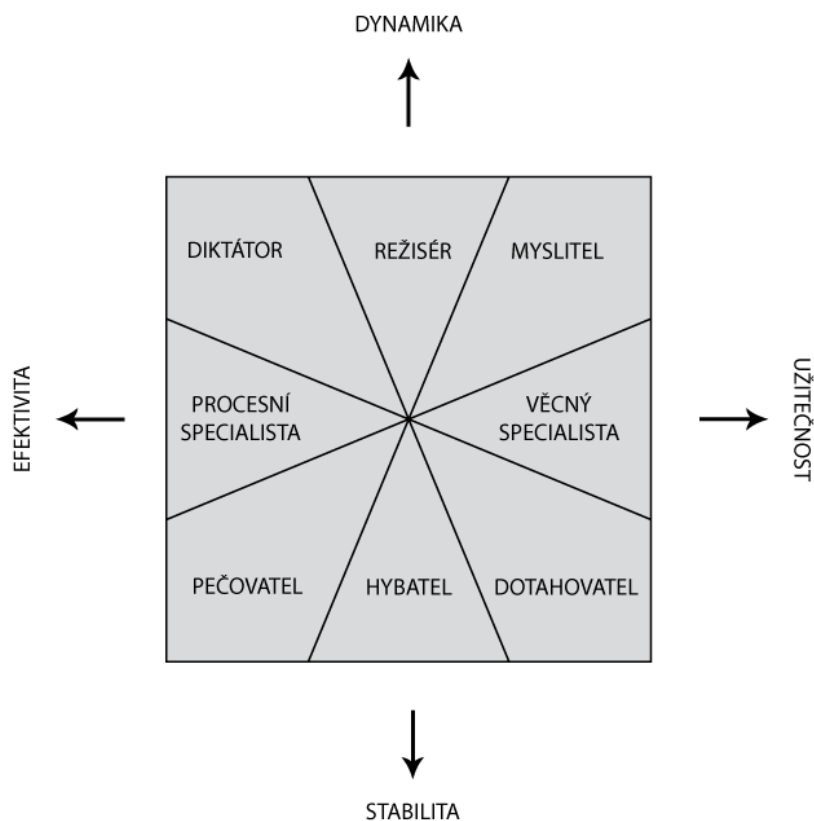 DYNAMIKA
DIKTÁTOR
REŽISÉR
MYSLITEL
EFEKTIVITA
PROCESNÍ
SPECIALISTA
VĚCNÝ
SPECIALISTA
UŽITEČNOST
PEČOVATEL
HYBATEL
DOTAHOVATEL
STABILITA